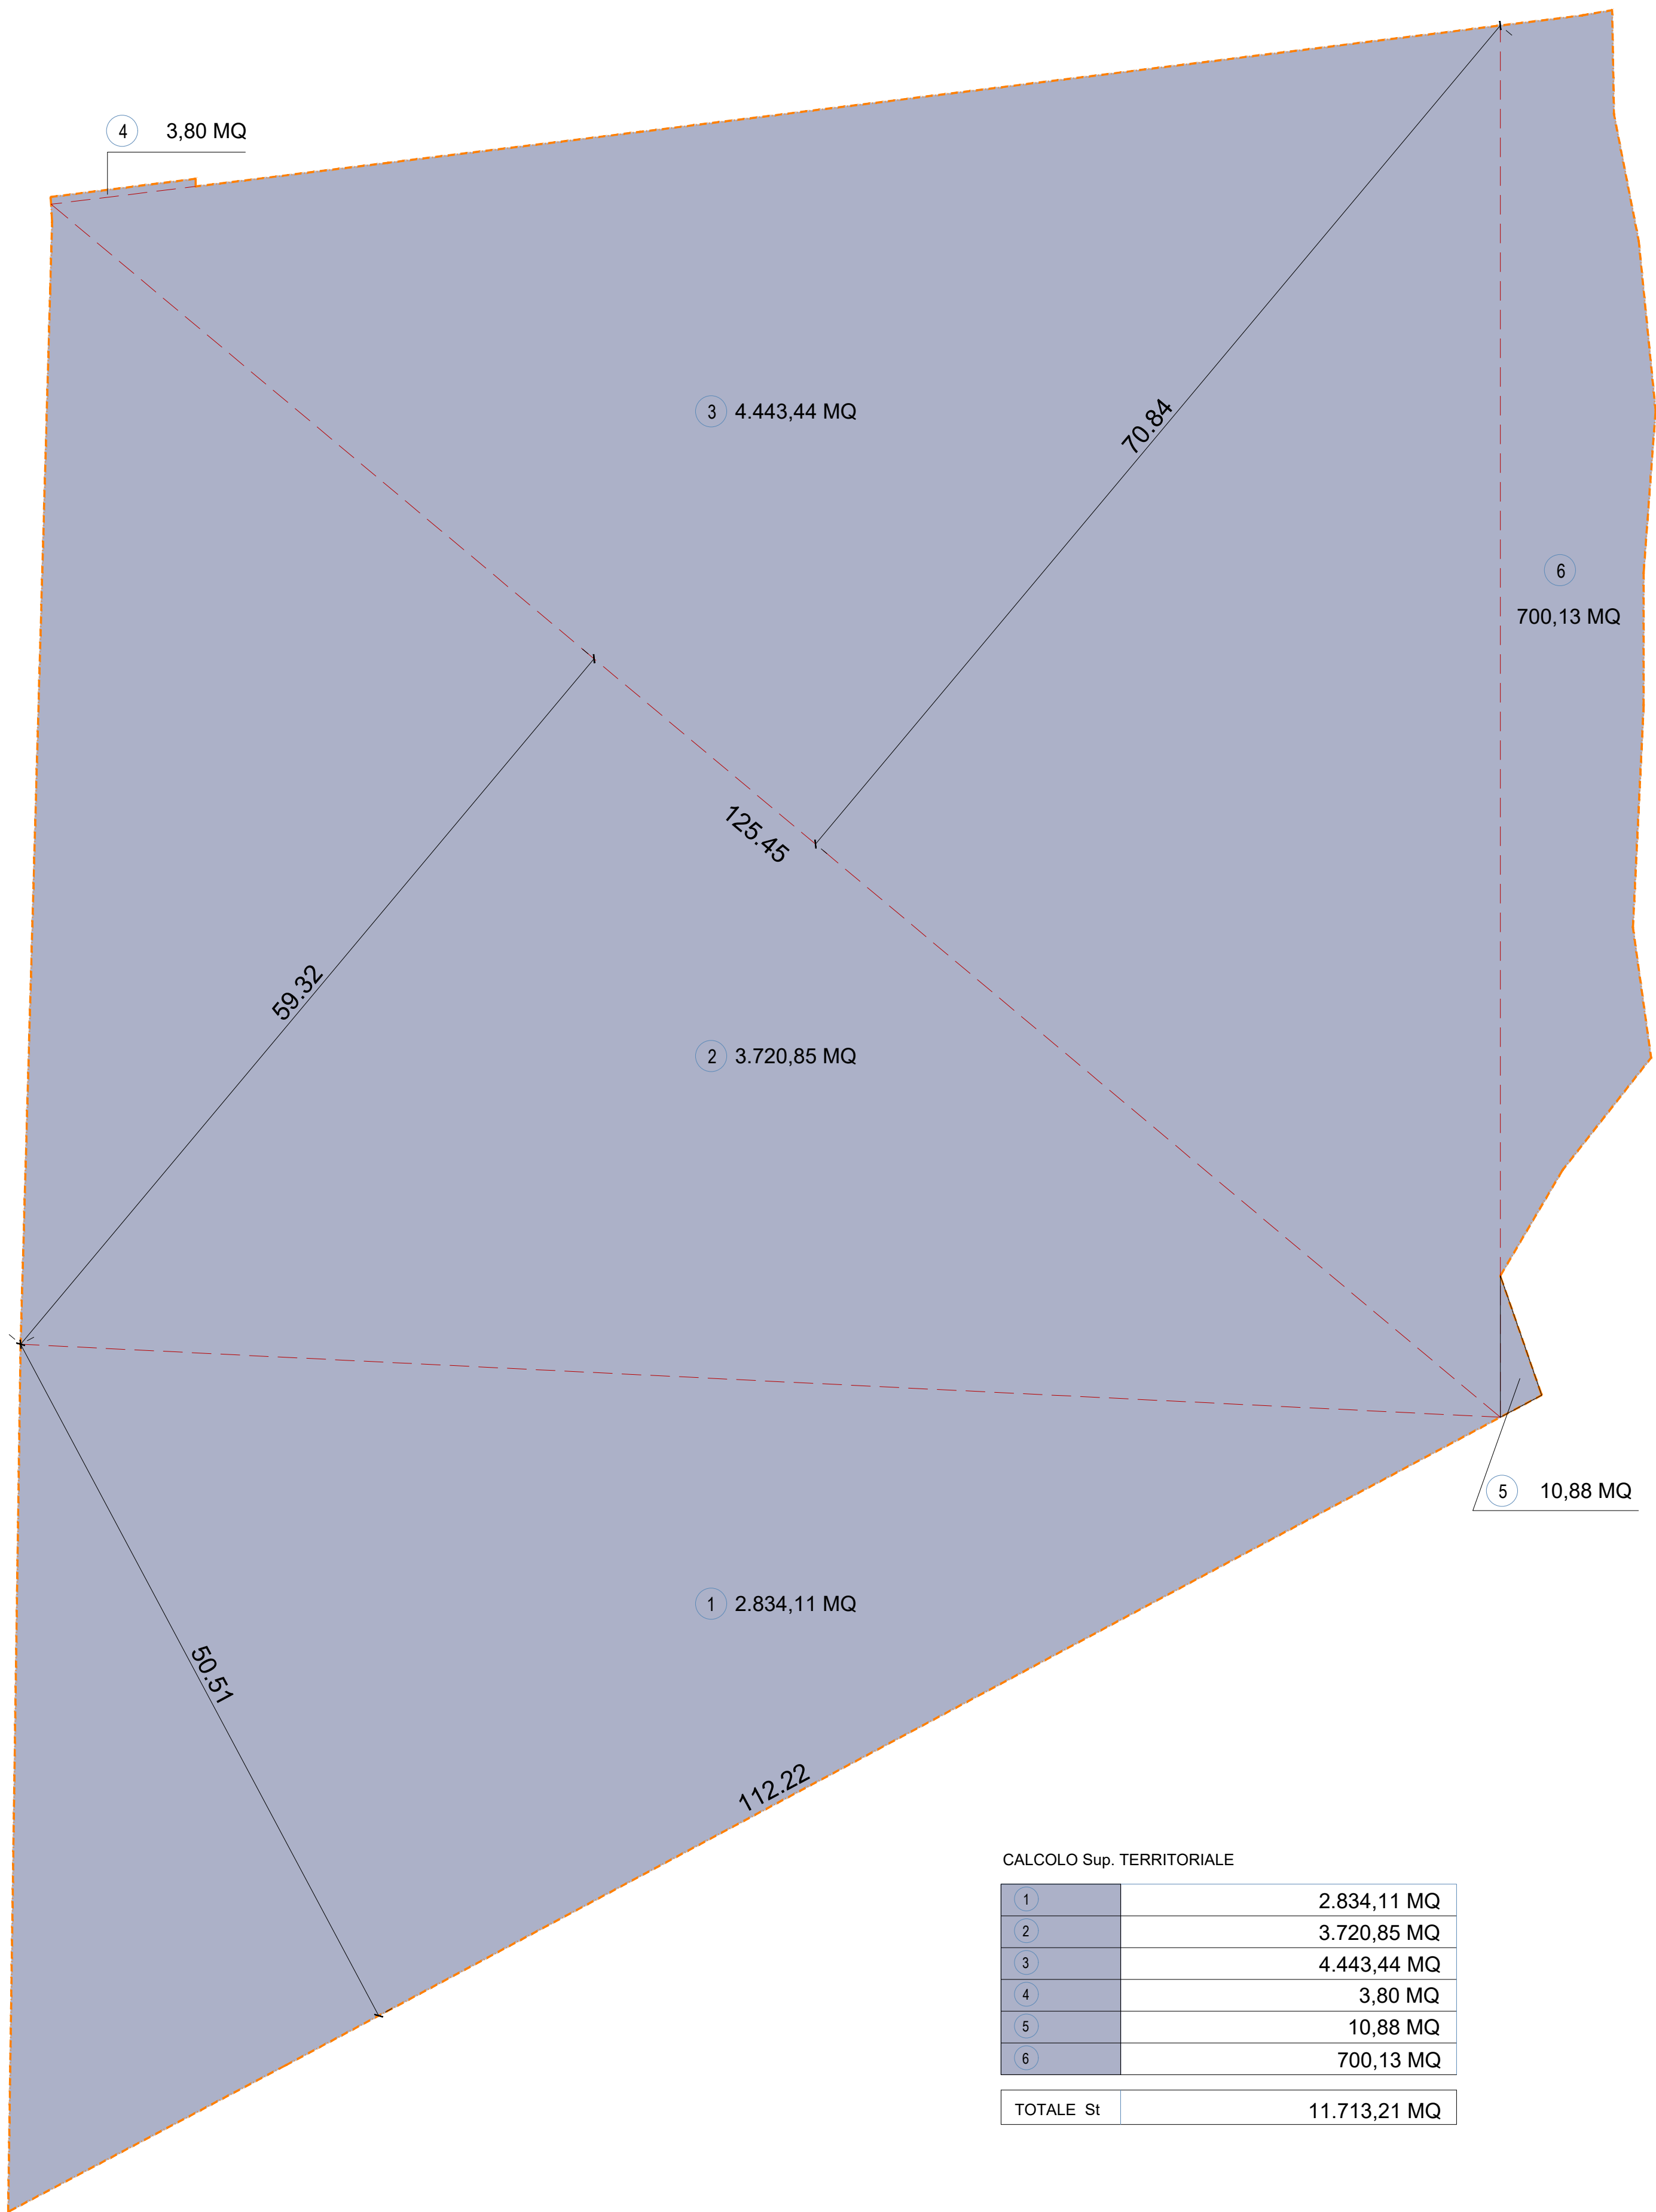 4 3,80 MQ
3 4.443,44 MQ
70.84
6
700,13 MQ
125.45
59.32
2 3.720,85 MQ
5 10,88 MQ
1 2.834,11 MQ
50.51
112.22
CALCOLO Sup. TERRITORIALE
1 2.834,11 MQ
2 3.720,85 MQ
3 4.443,44 MQ
4 3,80 MQ
5 10,88 MQ
6 700,13 MQ
TOTALE St 11.713,21 MQ